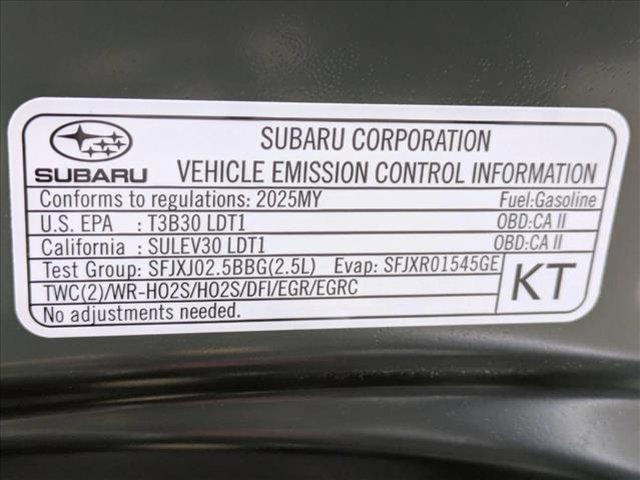 SUBARU CORPORATION
SUBARU VEHICLE EMISSION CONTROL INFORMATION
Conforms to regulations: 2025MY Fuel:Gasoline
U.S. EPA : T3B30 LDT1 OBD:CA II
California : SULEV30 LDT1 OBD:CA II
Test Group: SFJXJ02.5BBG(2.5L) Evap: SFJXR01545GE
KT
TWC(2)/WR-HO2S/HO2S/DFI/EGR/EGRC
No adjustments needed.